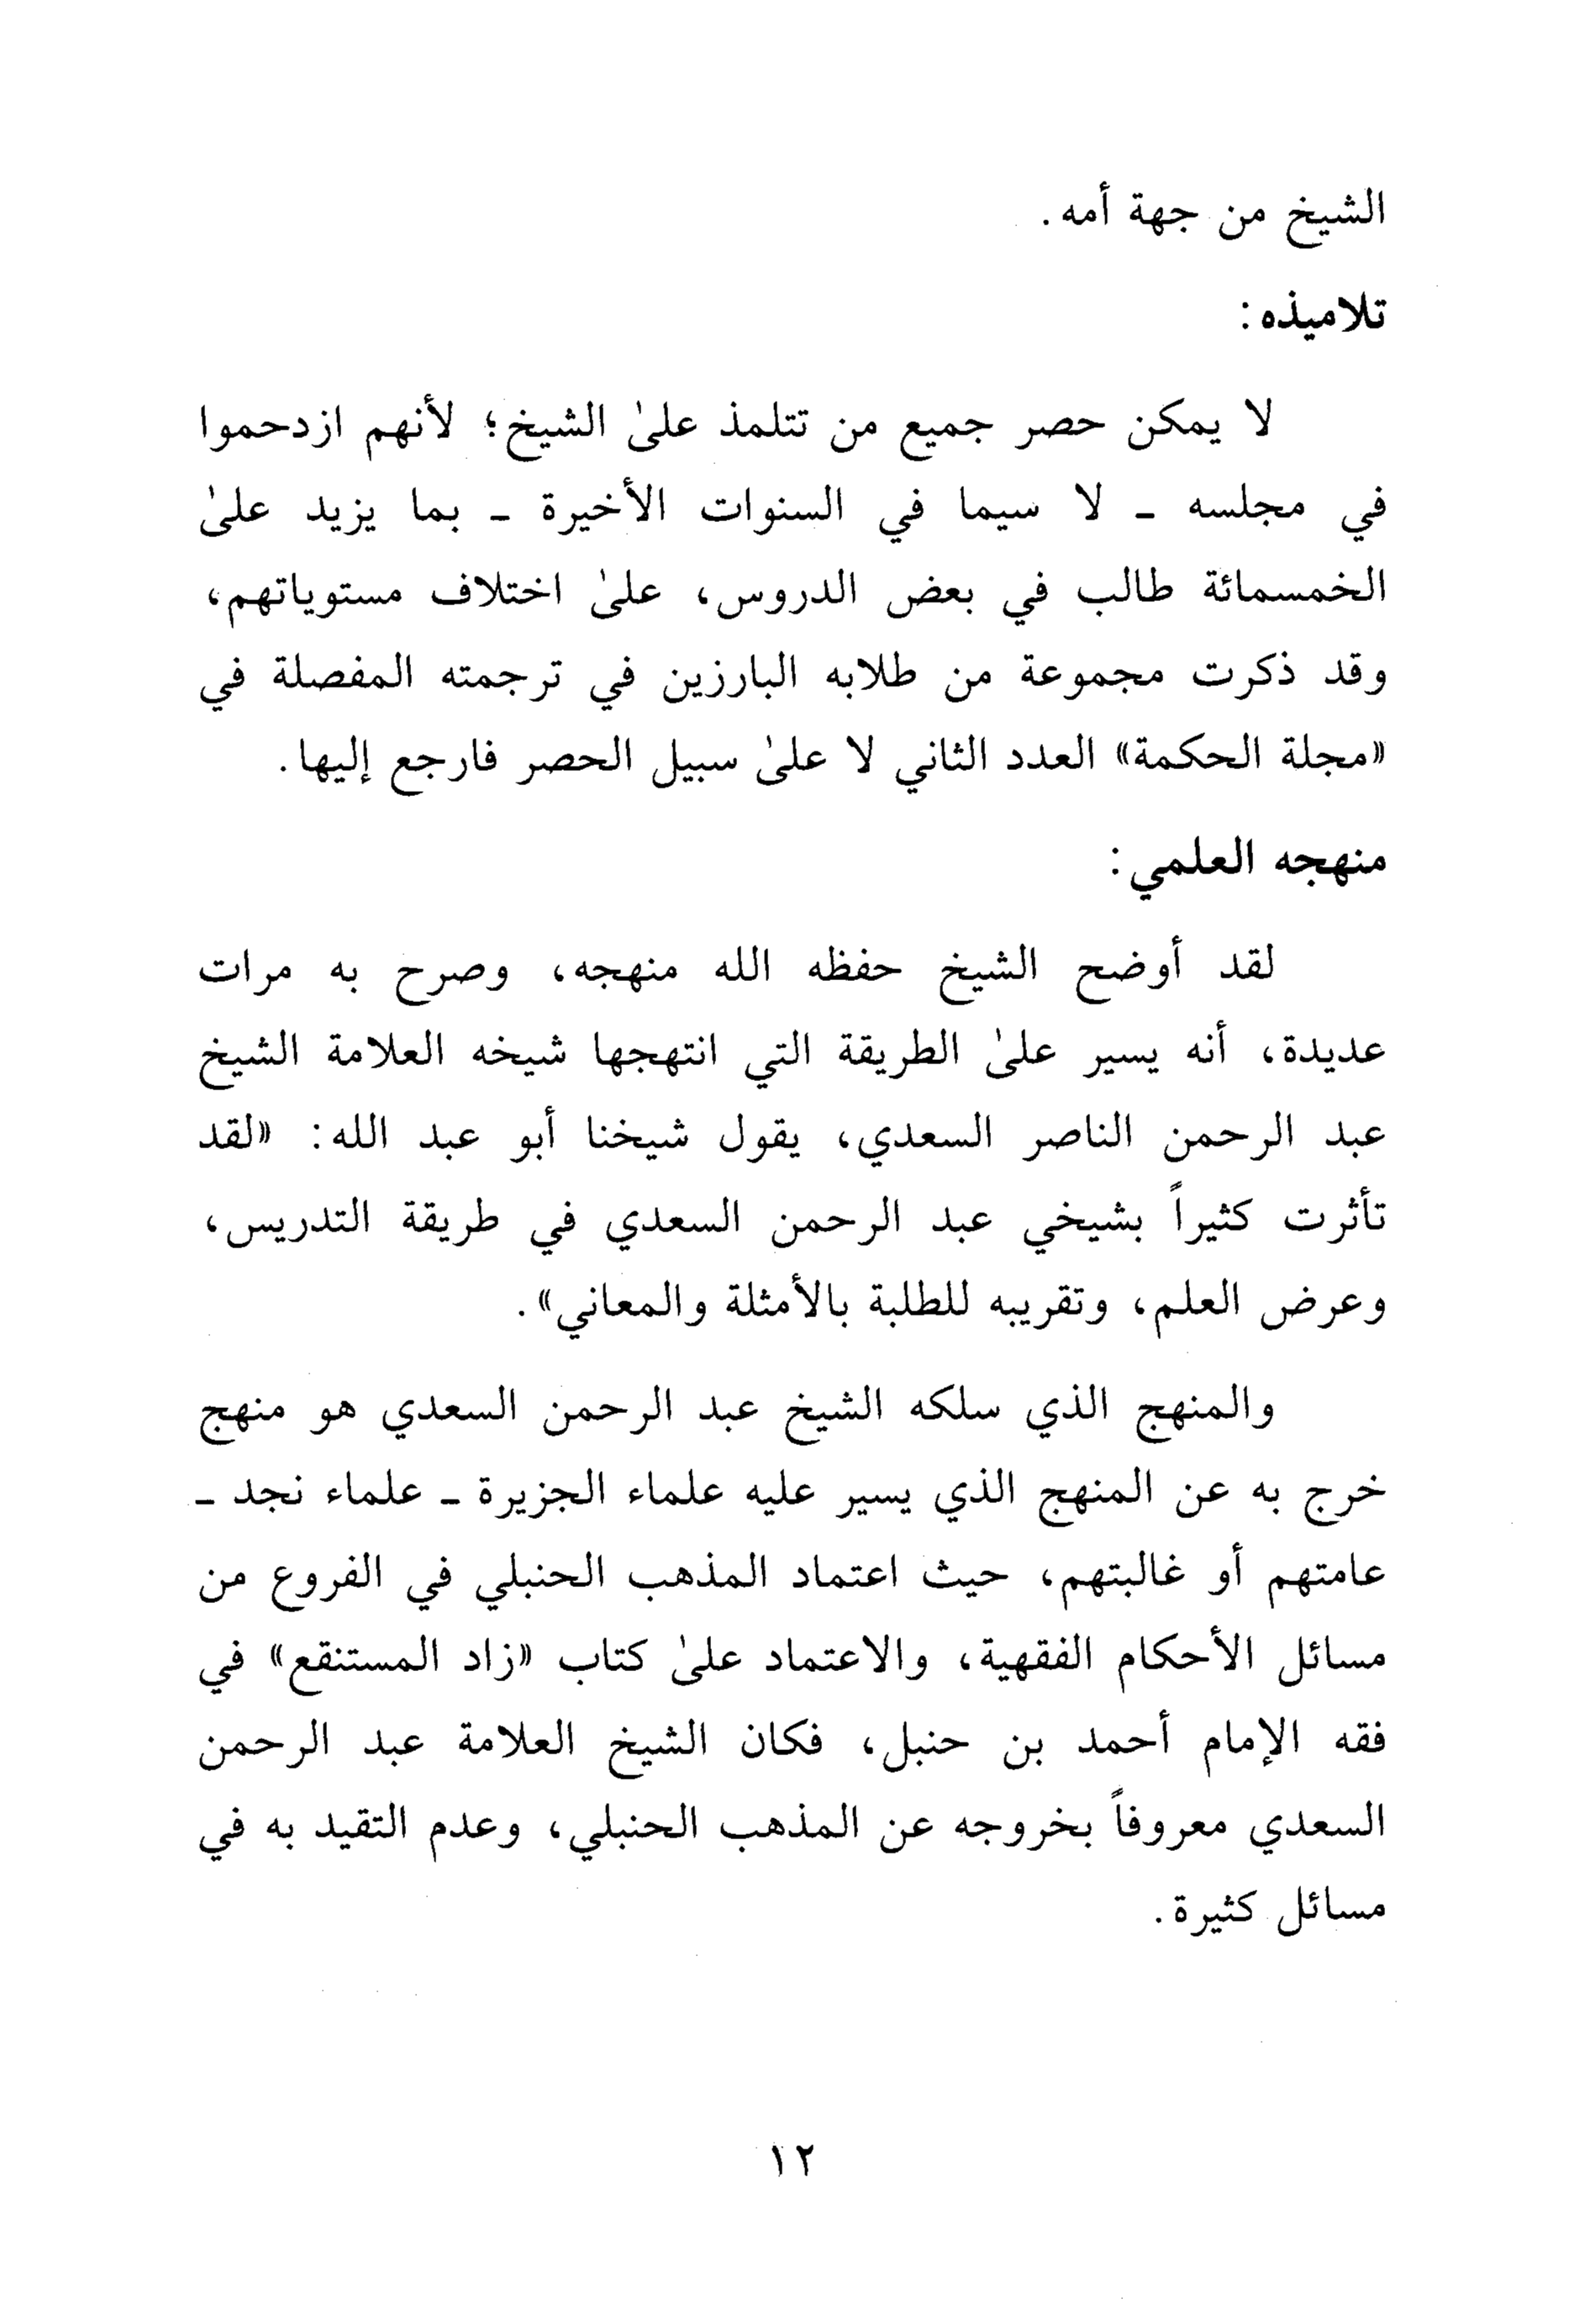 الشيخ من جهة أمه.
تلاميذه:
لا يمكن حصر جميع من تتلمذ علىٰ الشيخ؛ لأنهم ازدحموا
في مجلسه ـ لا سيما في السنوات الأخيرة ـ بما يزيد علىٰ
الخمسمائة طالب في بعض الدروس، علىٰ اختلاف مستوياتهم،
وقد ذكرت مجموعة من طلابه البارزين في ترجمته المفصلة في
«مجلة الحكمة» العدد الثاني لا علىٰ سبيل الحصر فارجع إليها.
منهجه العلمي:
لقد أوضح الشيخ حفظه الله منهجه، وصرح به مرات
عديدة، أنه يسير علىٰ الطريقة التي انتهجها شيخه العلامة الشيخ
عبد الرحمن الناصر السعدي، يقول شيخنا أبو عبد الله: «لقد
تأثرت كثيراً بشيخي عبد الرحمن السعدي في طريقة التدريس،
وعرض العلم، وتقريبه للطلبة بالأمثلة والمعاني».
والمنهج الذي سلكه الشيخ عبد الرحمن السعدي هو منهج
خرج به عن المنهج الذي يسير عليه علماء الجزيرة ـ علماء نجد ـ
عامتهم أو غالبتهم، حيث اعتماد المذهب الحنبلي في الفروع من
مسائل الأحكام الفقهية، والاعتماد علىٰ كتاب «زاد المستنقع» في
فقه الإمام أحمد بن حنبل، فكان الشيخ العلامة عبد الرحمن
السعدي معروفاً بخروجه عن المذهب الحنبلي، وعدم التقيد به في
مسائل كثيرة.
١٢